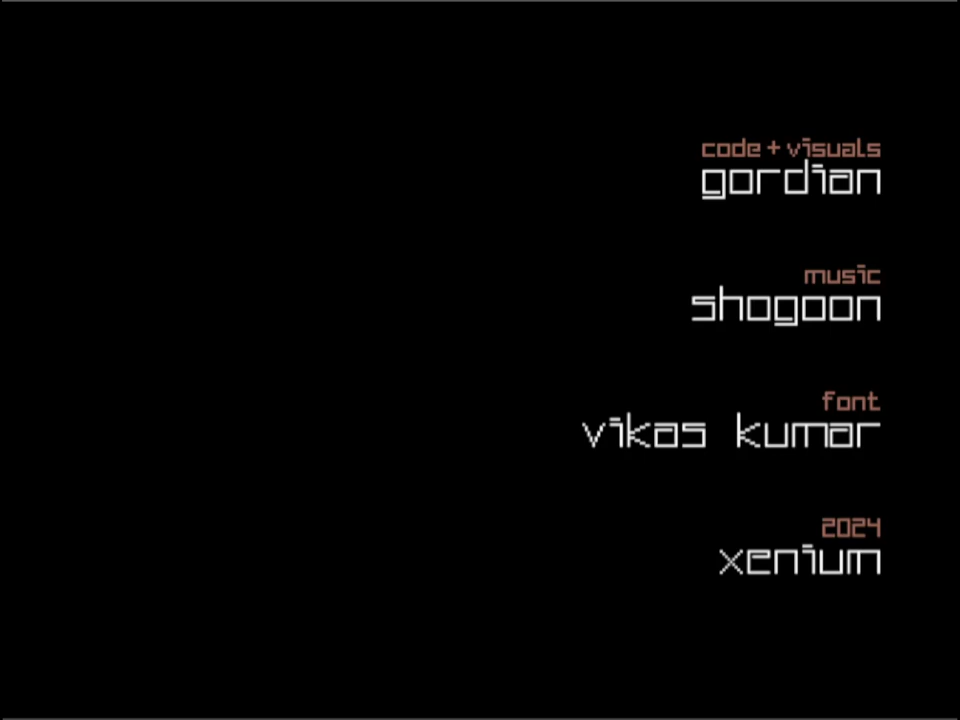 code + visuals
gordian
music
shogoon
font
vikas kumar
2024
xenium